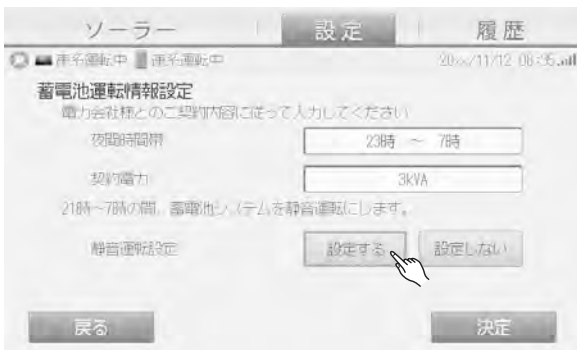 ソーラー 設定 履歴
連系運転中 連系運転中 20××/11/12 08:35
蓄電池運転情報設定
電力会社様とのご契約内容に従って入力してください
夜間時間帯 23時 ～ 7時
契約電力 3kVA
21時～7時の間、蓄電池システムを静音運転にします。
静音運転設定 設定する 設定しない
戻る 決定